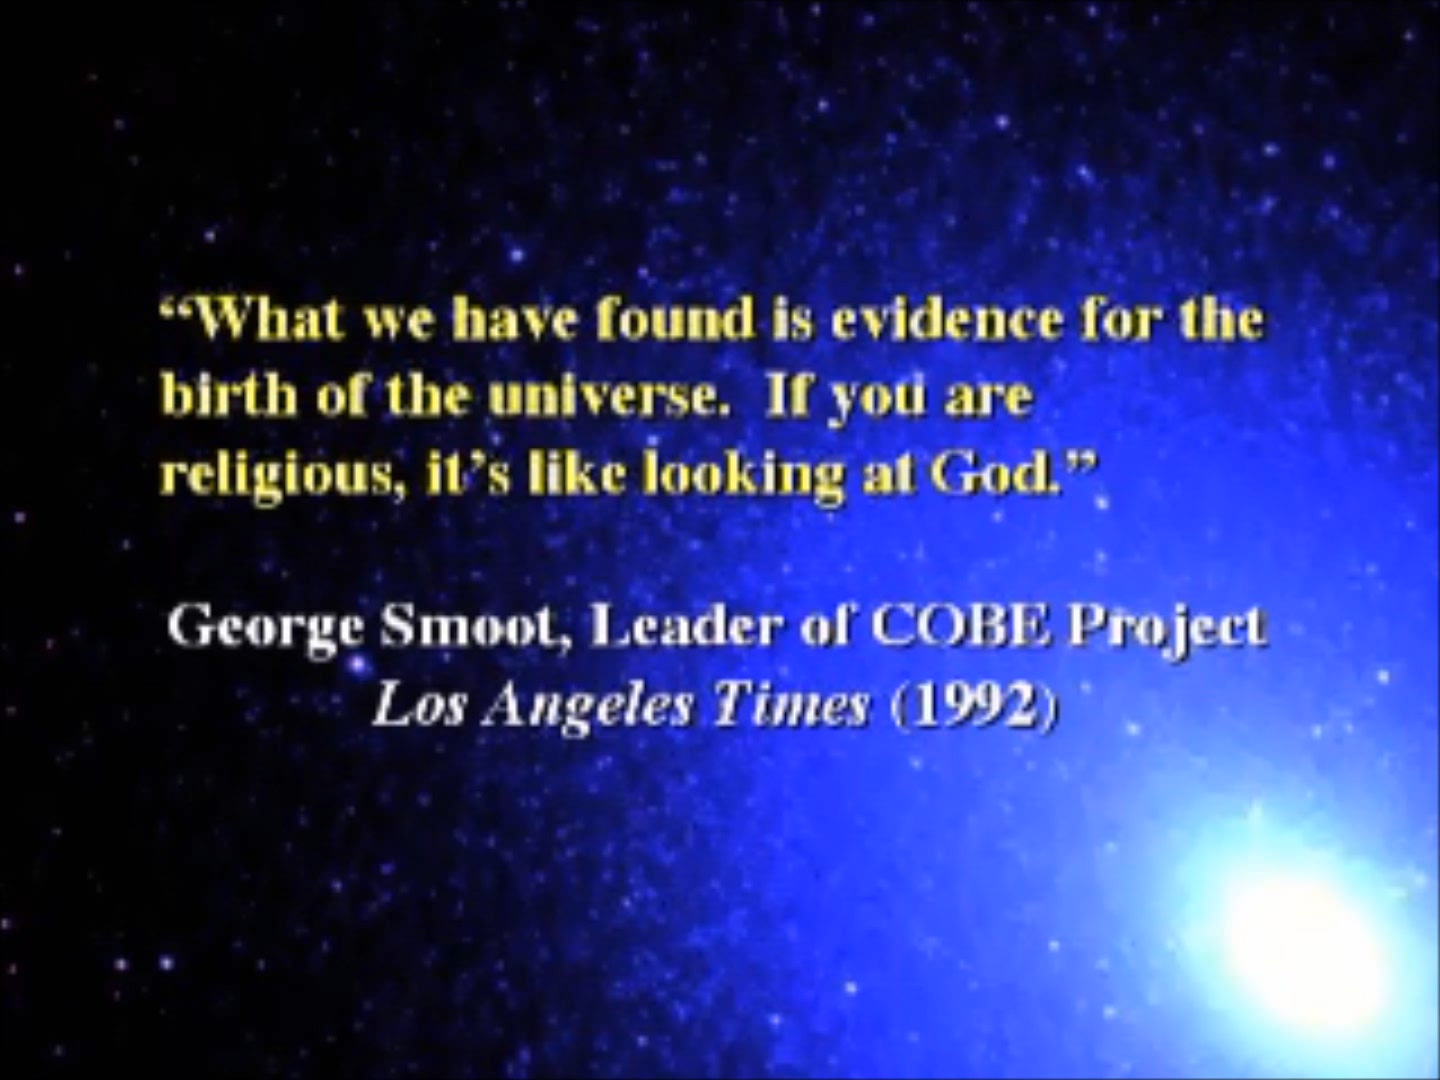 “What we have found is evidence for the
birth of the universe.  If you are
religious, it’s like looking at God.”
George Smoot, Leader of COBE Project
Los Angeles Times (1992)